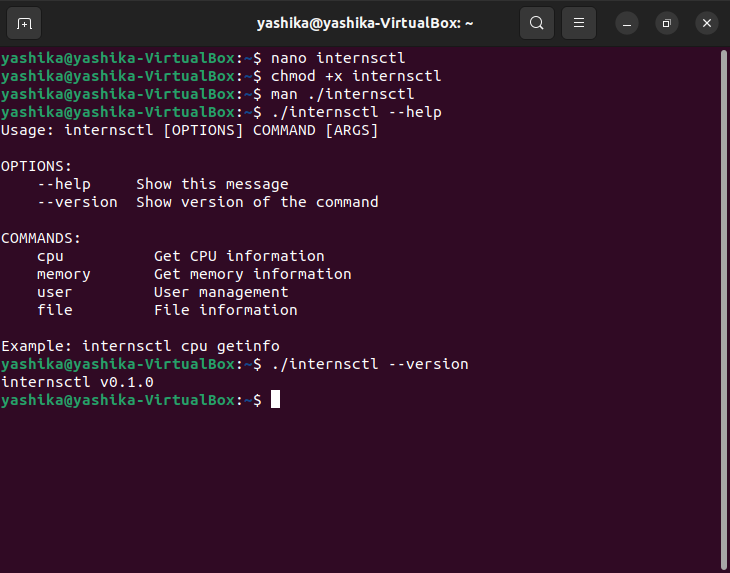 yashika@yashika-VirtualBox: ~
yashika@yashika-VirtualBox:~$ nano internsctl
yashika@yashika-VirtualBox:~$ chmod +x internsctl
yashika@yashika-VirtualBox:~$ man ./internsctl
yashika@yashika-VirtualBox:~$ ./internsctl --help
Usage: internsctl [OPTIONS] COMMAND [ARGS]

OPTIONS:
    --help     Show this message
    --version  Show version of the command

COMMANDS:
    cpu          Get CPU information
    memory       Get memory information
    user         User management
    file         File information

Example: internsctl cpu getinfo
yashika@yashika-VirtualBox:~$ ./internsctl --version
internsctl v0.1.0
yashika@yashika-VirtualBox:~$